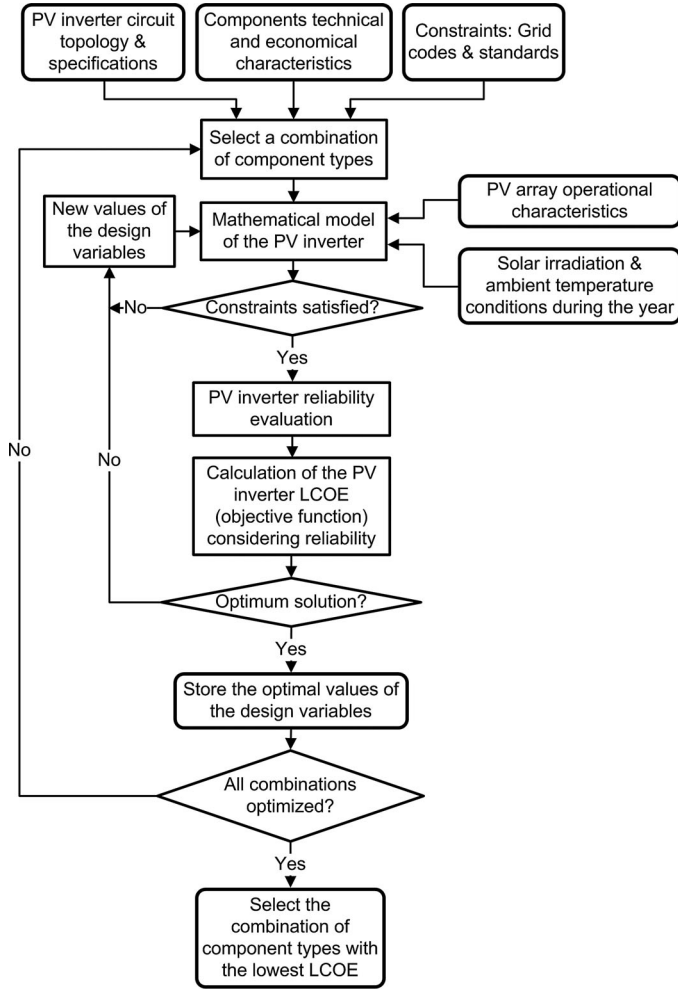 PV inverter circuit
topology &
specifications
Components technical
and economical
characteristics
Constraints: Grid
codes & standards
Select a combination
of component types
New values of
the design
variables
Mathematical model
of the PV inverter
PV array operational
characteristics
Solar irradiation &
ambient temperature
conditions during the year
No
Constraints satisfied?
Yes
PV inverter reliability
evaluation
No
No
Calculation of the PV
inverter LCOE
(objective function)
considering reliability
Optimum solution?
Yes
Store the optimal values of
the design variables
All combinations
optimized?
Yes
Select the
combination of
component types with
the lowest LCOE